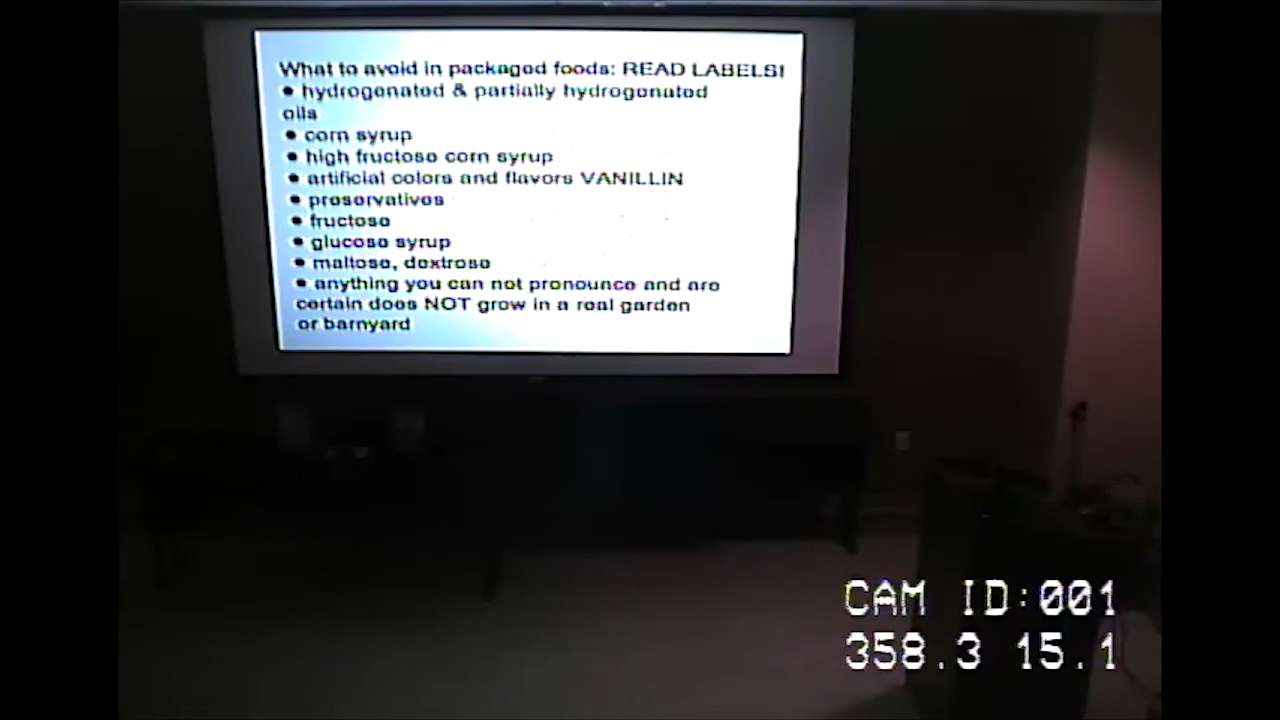 What to avoid in packaged foods: READ LABELS!
• hydrogenated & partially hydrogenated
oils
• corn syrup
• high fructose corn syrup
• artificial colors and flavors VANILLIN
• preservatives
• fructose
• glucose syrup
• maltose, dextrose
• anything you can not pronounce and are
certain does NOT grow in a real garden
or barnyard
CAM ID:001
358.3 15.1